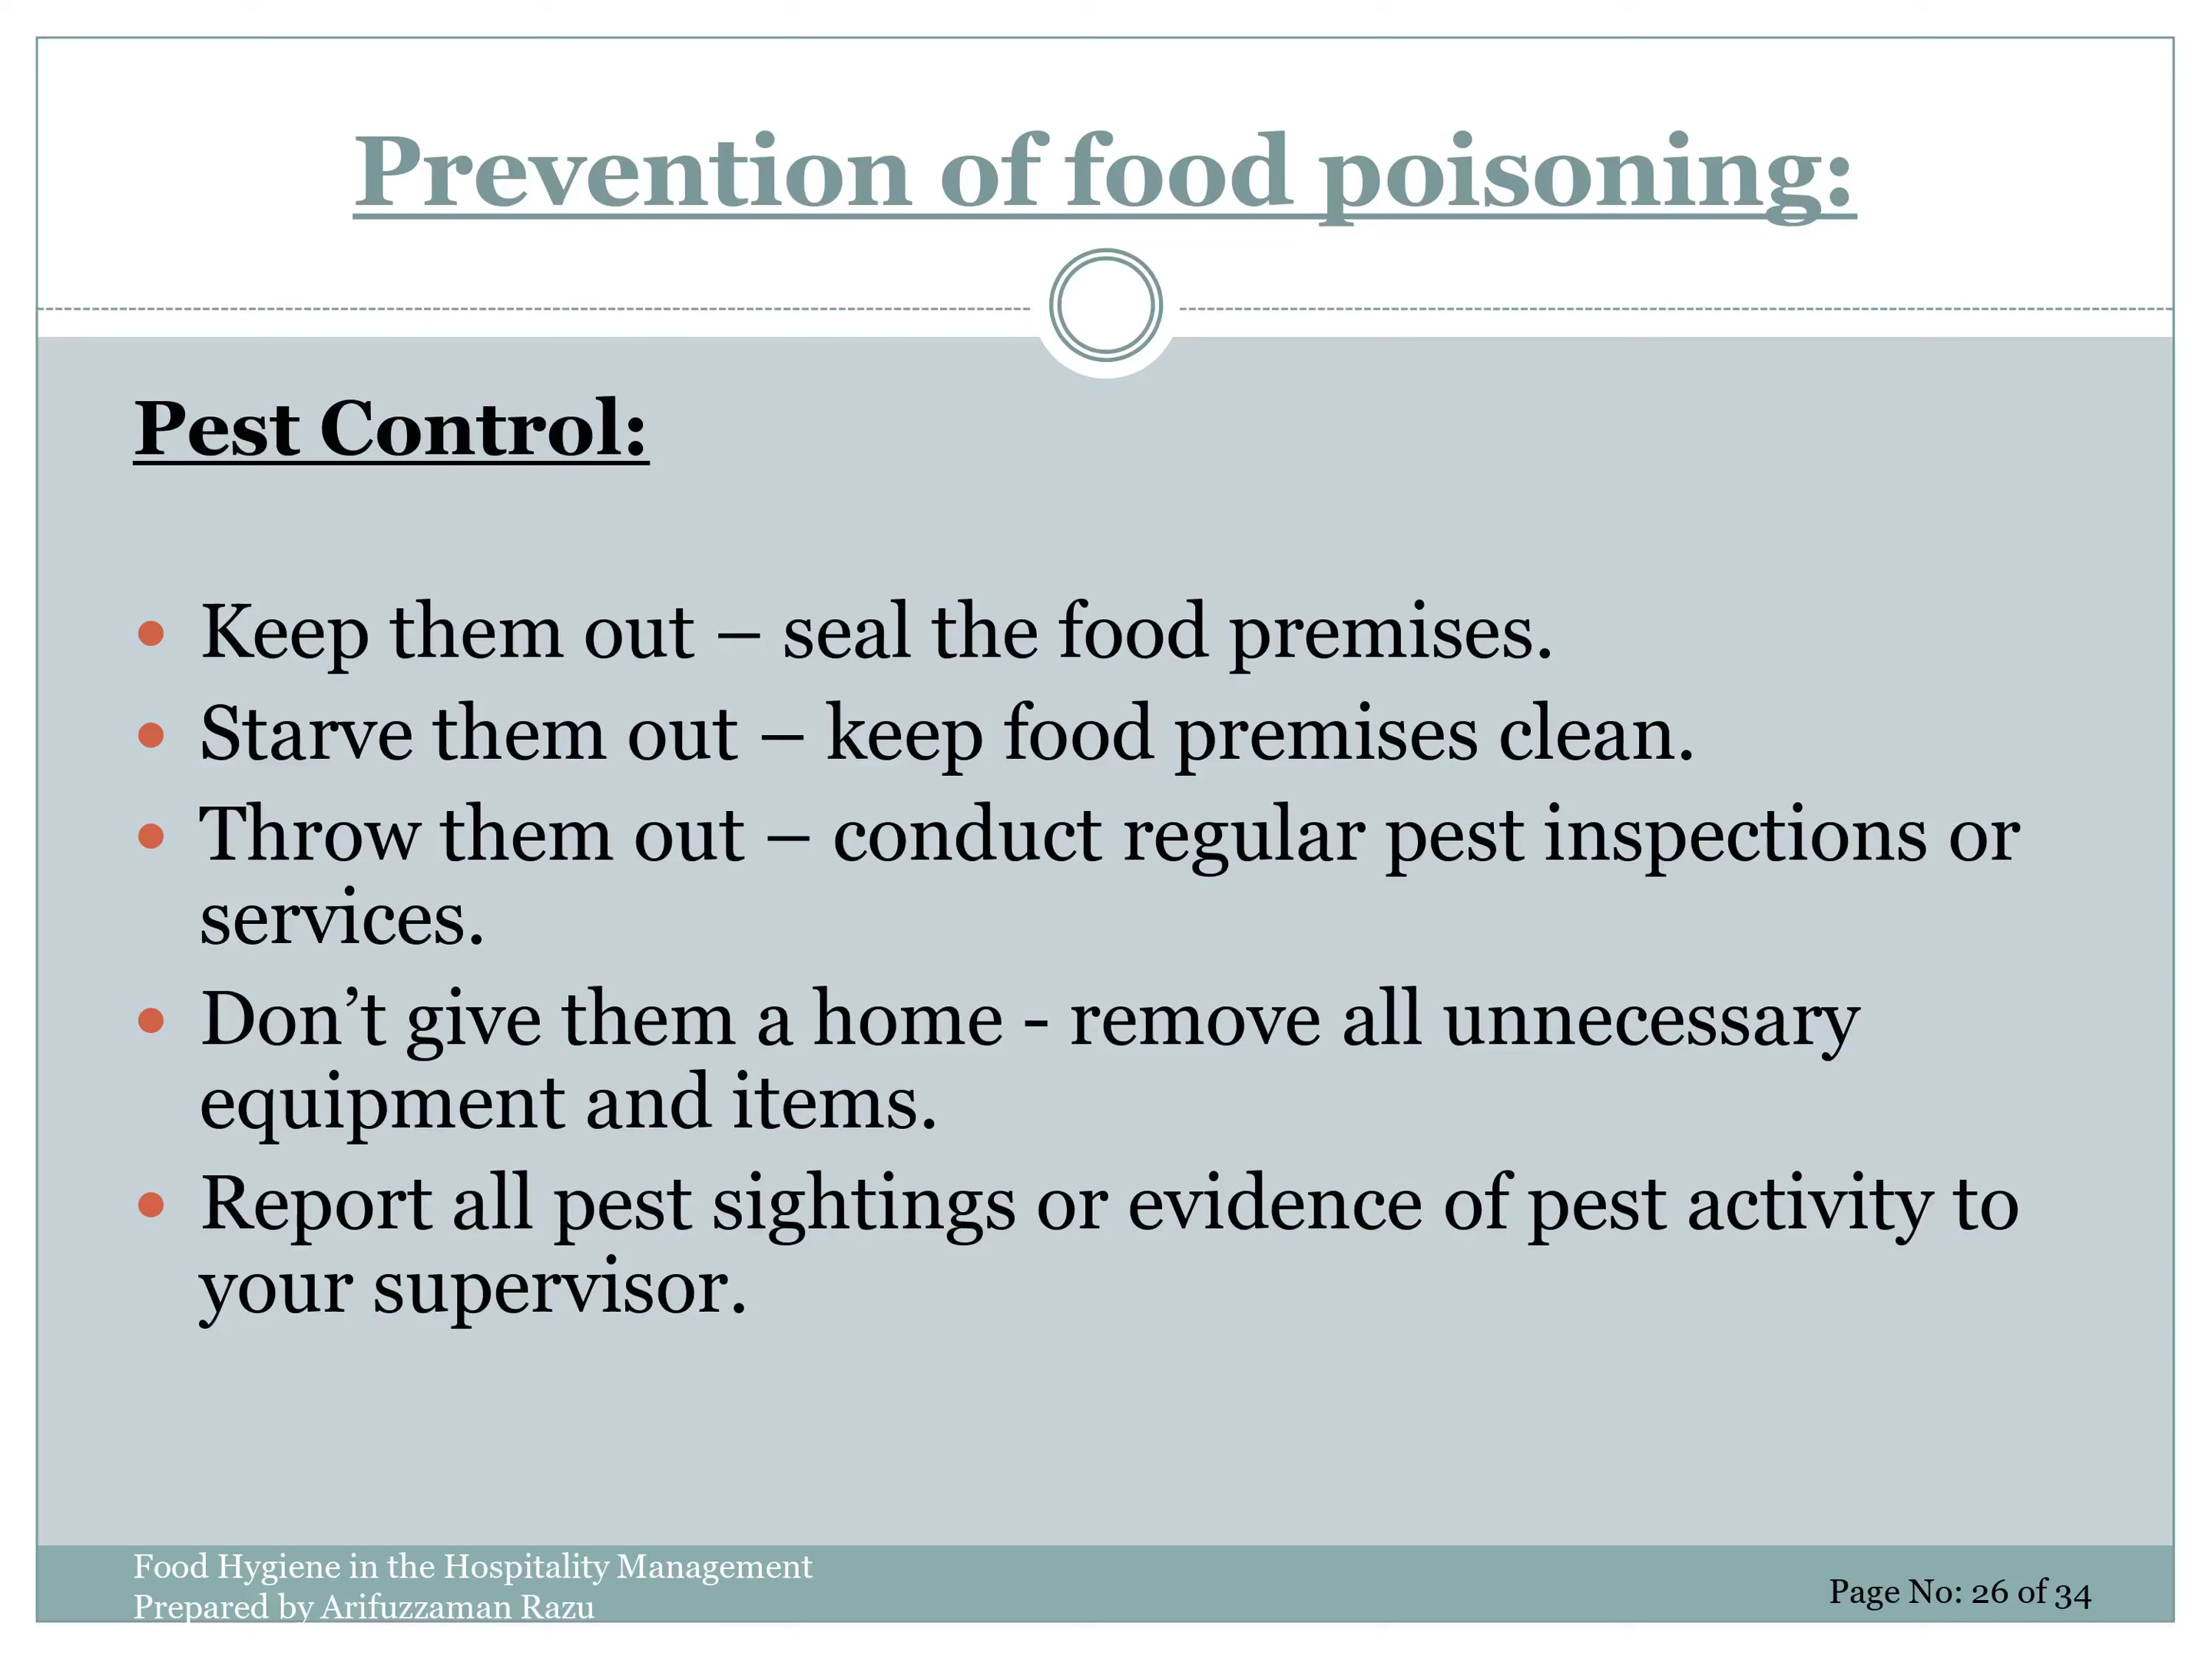 Prevention of food poisoning:
Pest Control:
• Keep them out – seal the food premises.
• Starve them out – keep food premises clean.
• Throw them out – conduct regular pest inspections or
services.
• Don’t give them a home - remove all unnecessary
equipment and items.
• Report all pest sightings or evidence of pest activity to
your supervisor.
Food Hygiene in the Hospitality Management
Prepared by Arifuzzaman Razu
Page No: 26 of 34